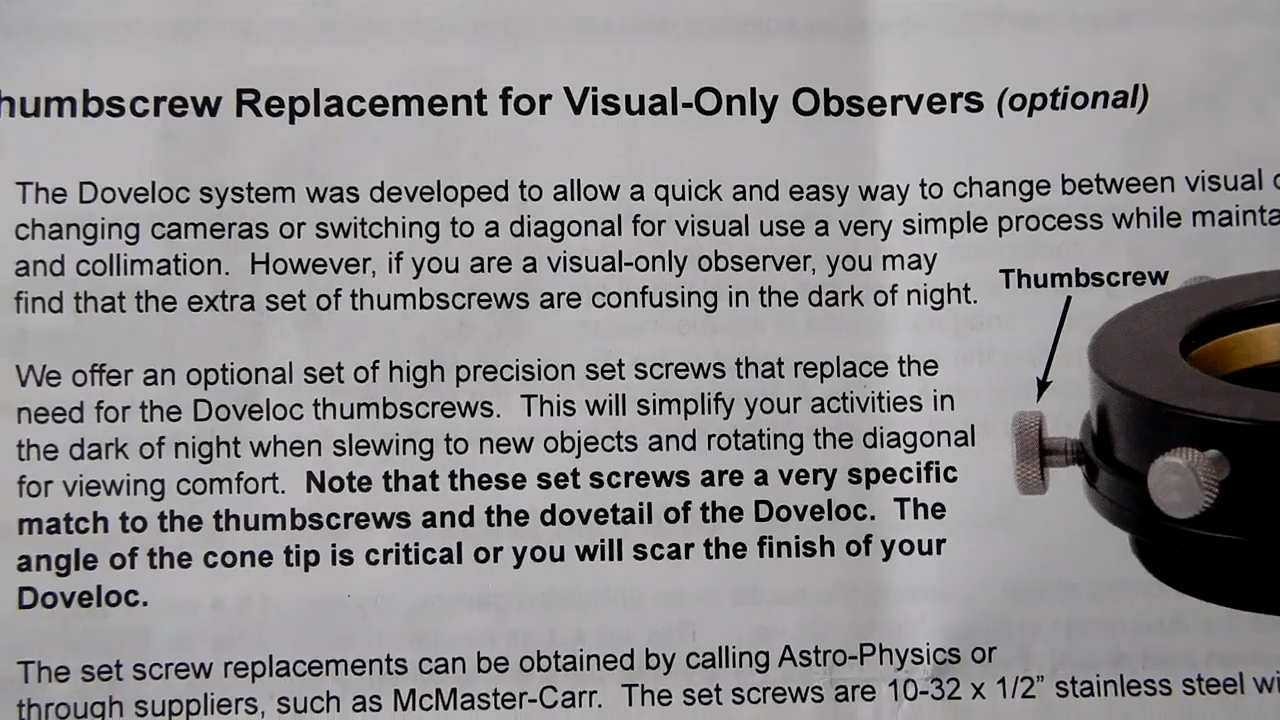 humbscrew Replacement for Visual-Only Observers (optional)
The Doveloc system was developed to allow a quick and easy way to change between visual
changing cameras or switching to a diagonal for visual use a very simple process while mainta
and collimation. However, if you are a visual-only observer, you may
find that the extra set of thumbscrews are confusing in the dark of night.
Thumbscrew
We offer an optional set of high precision set screws that replace the
need for the Doveloc thumbscrews. This will simplify your activities in
the dark of night when slewing to new objects and rotating the diagonal
for viewing comfort. Note that these set screws are a very specific
match to the thumbscrews and the dovetail of the Doveloc. The
angle of the cone tip is critical or you will scar the finish of your
Doveloc.
The set screw replacements can be obtained by calling Astro-Physics or
through suppliers, such as McMaster-Carr. The set screws are 10-32 x 1/2” stainless steel wi